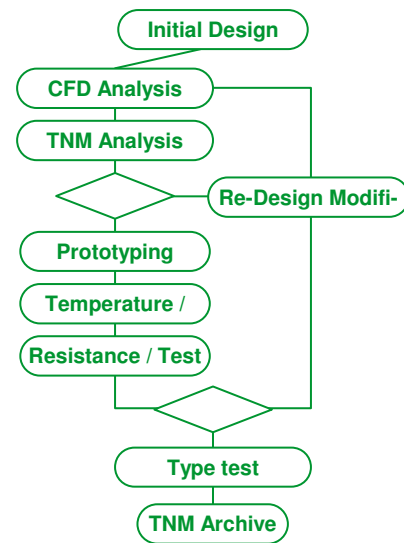 Initial Design
CFD Analysis
TNM Analysis
Re-Design Modifi-
Prototyping
Temperature /
Resistance / Test
Type test
TNM Archive